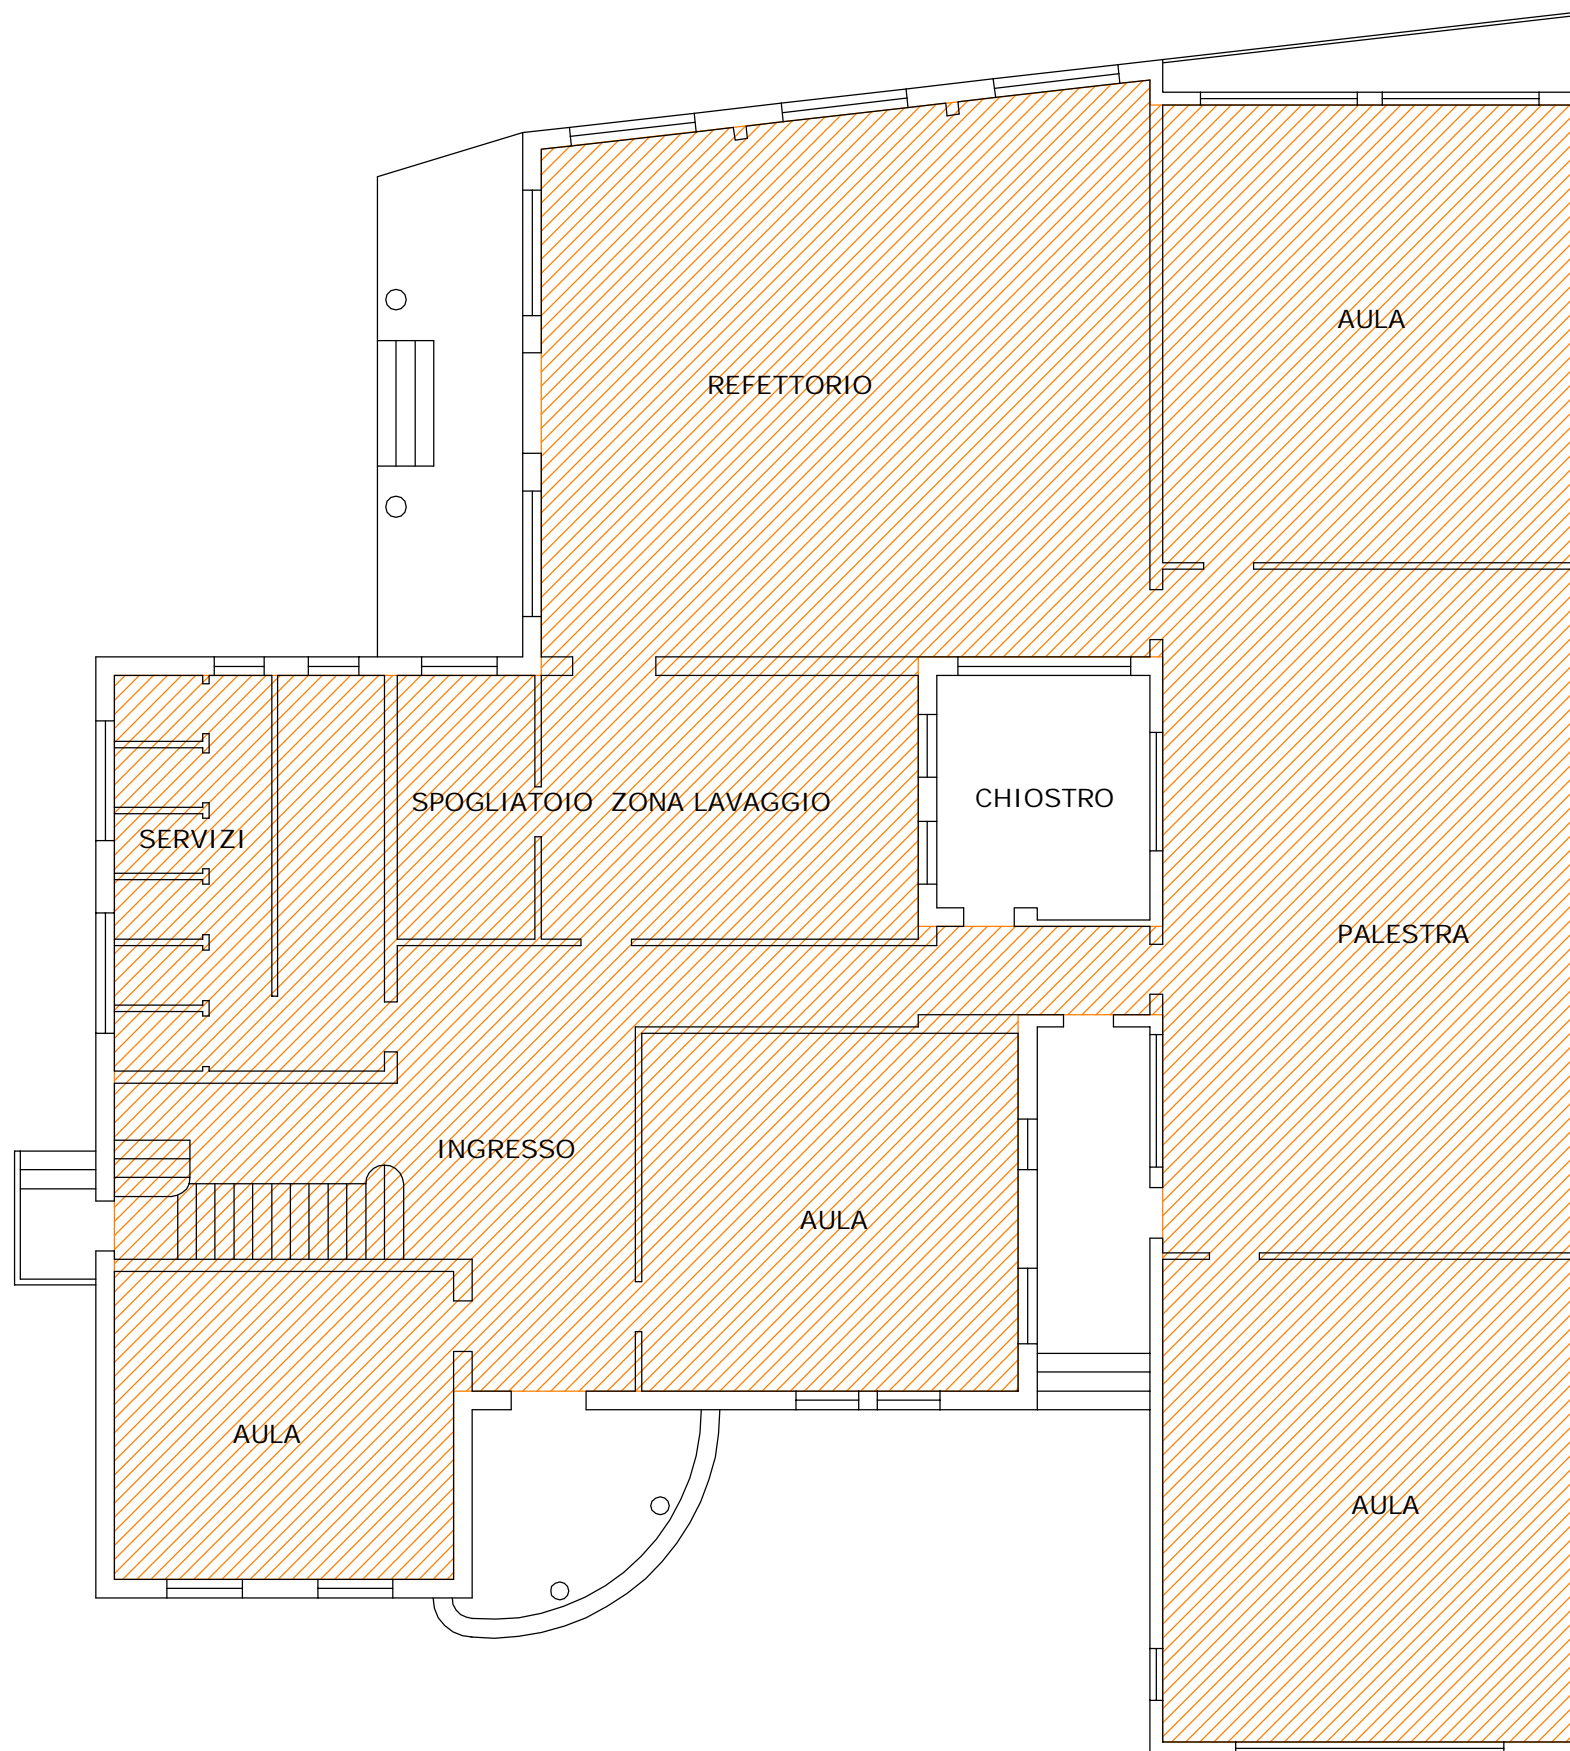 AULA
REFETTORIO
SPOGLIATOIO ZONA LAVAGGIO
CHIOSTRO
SERVIZI
PALESTRA
INGRESSO
AULA
AULA
AULA